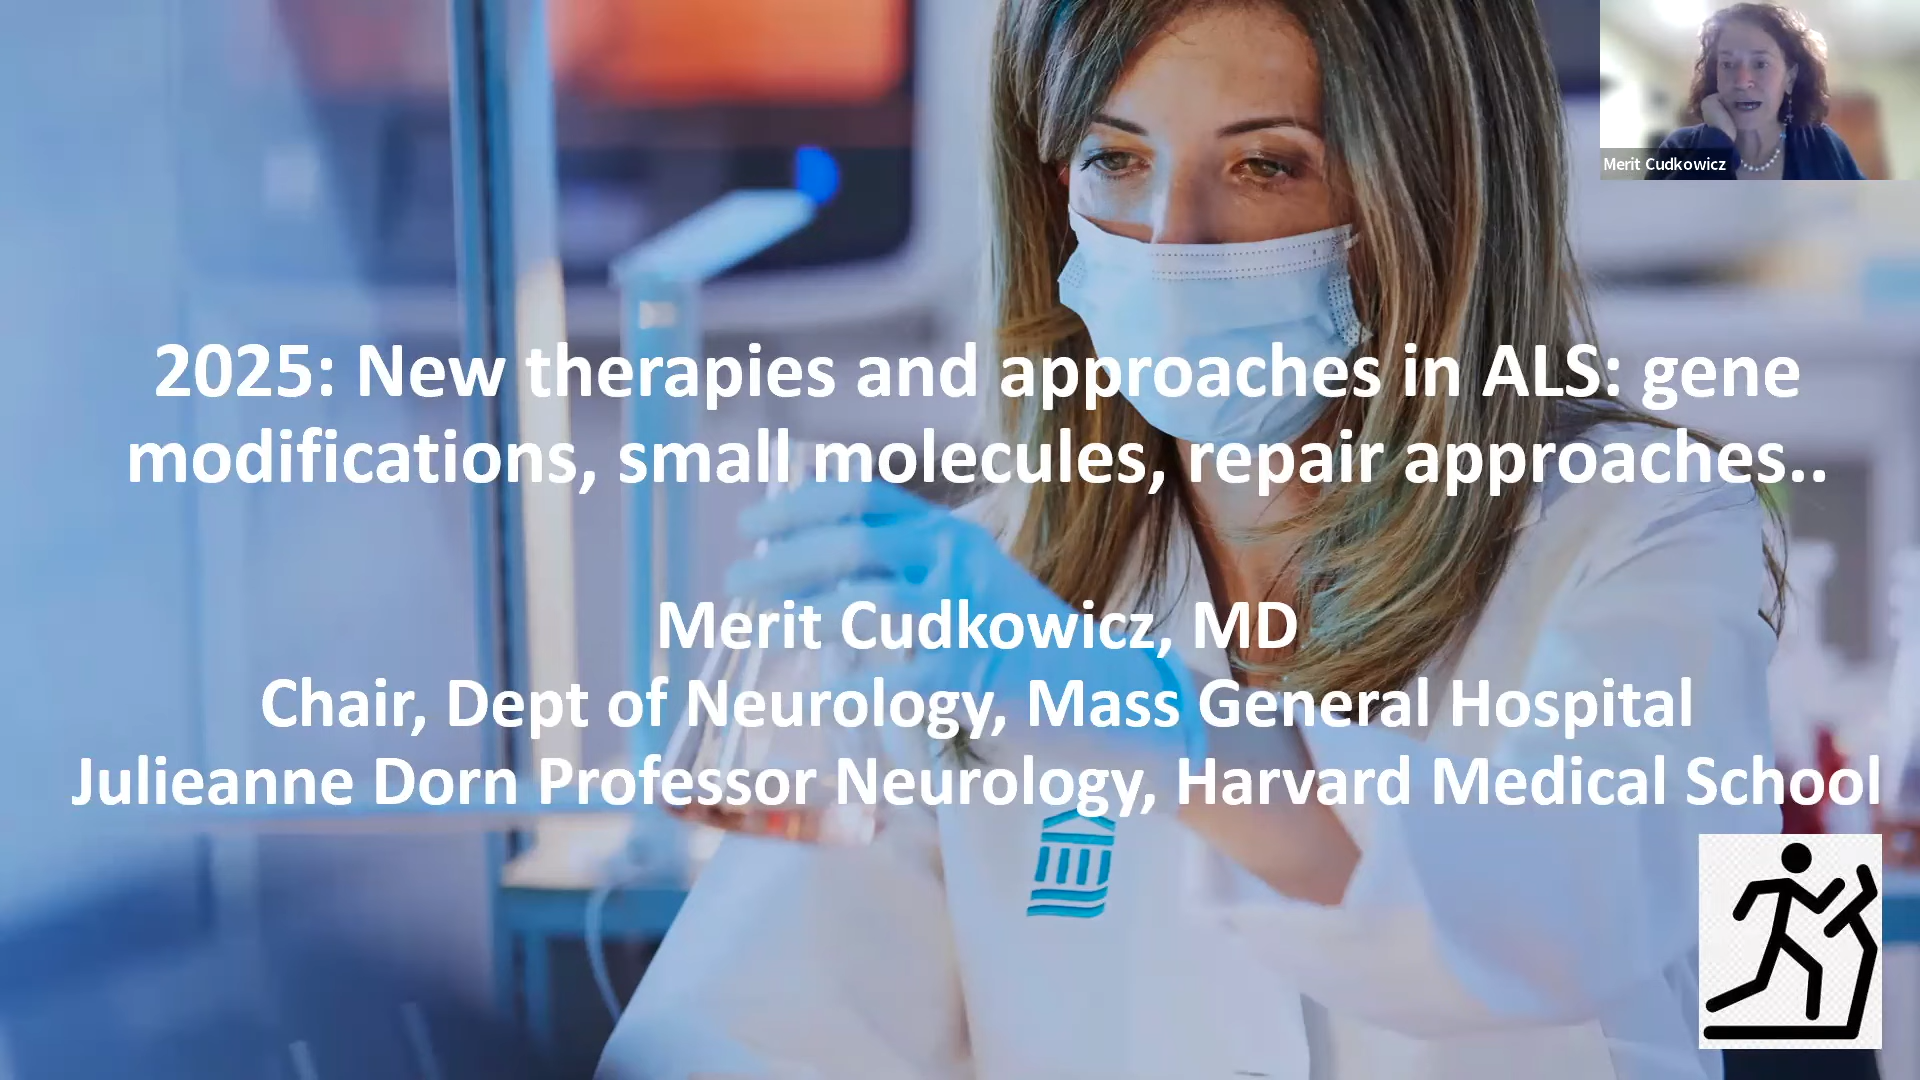 Merit Cudkowicz
2025: New therapies and approaches in ALS: gene
modifications, small molecules, repair approaches..
Merit Cudkowicz, MD
Chair, Dept of Neurology, Mass General Hospital
Julieanne Dorn Professor Neurology, Harvard Medical School